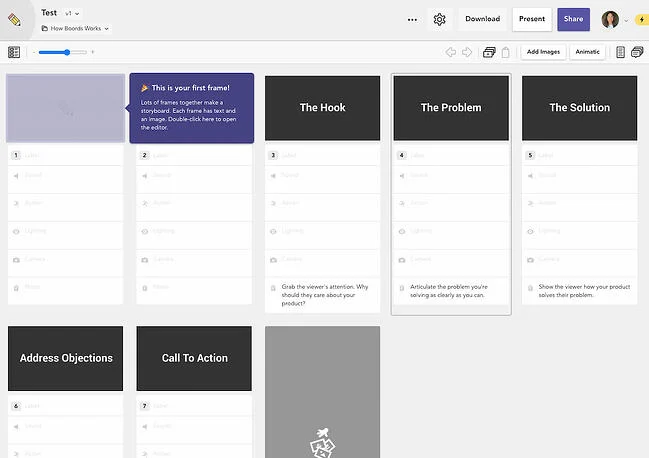 Test v1
How Boords Works
Download
Present
Share
Add Images
Animatic
🎉 This is your first frame!
Lots of frames together make a
storyboard. Each frame has text and
an image. Double-click here to open
the editor.
The Hook
The Problem
The Solution
1 Label
2 Label
3 Label
4 Label
5 Label
Sound
Sound
Sound
Sound
Sound
Action
Action
Action
Action
Action
Lighting
Lighting
Lighting
Lighting
Lighting
Camera
Camera
Camera
Camera
Camera
Notes
Notes
Grab the viewer's attention. Why
should they care about your
product?
Articulate the problem you're
solving as clearly as you can.
Show the viewer how your product
solves their problem.
Address Objections
Call To Action
6 Label
7 Label
Sound
Sound
Action
Action